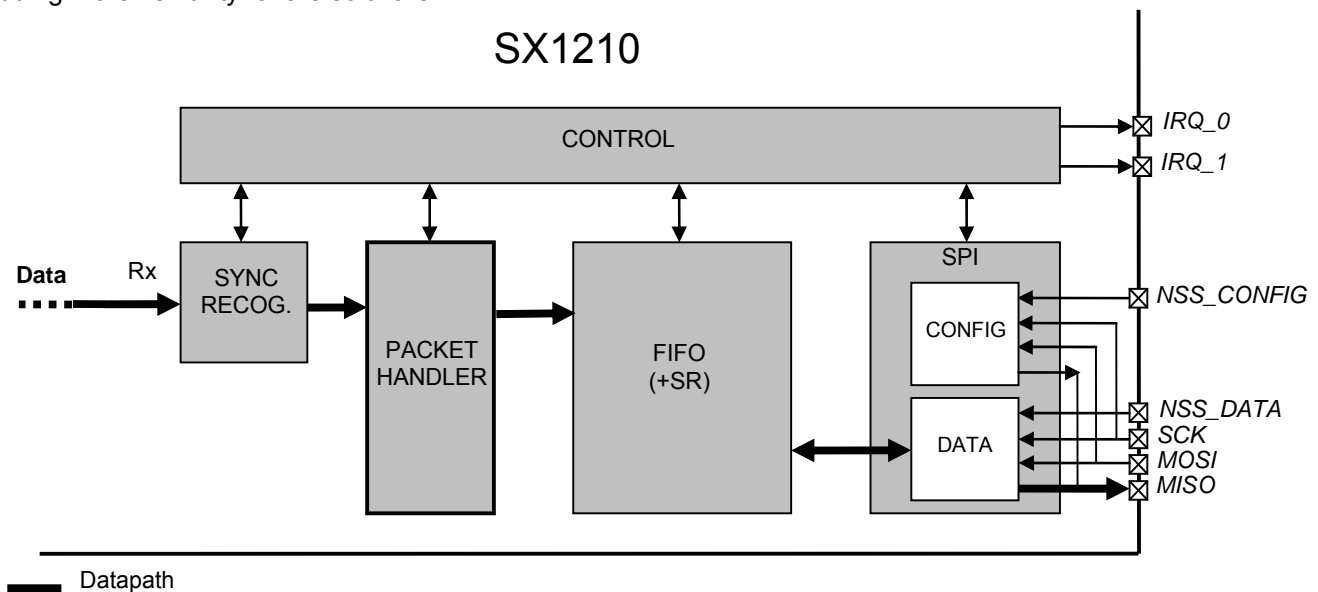 SX1210
CONTROL
IRQ_0
IRQ_1
Data
Rx
SYNC
RECOG.
PACKET
HANDLER
FIFO
(+SR)
SPI
CONFIG
DATA
NSS_CONFIG
NSS_DATA
SCK
MOSI
MISO
Datapath